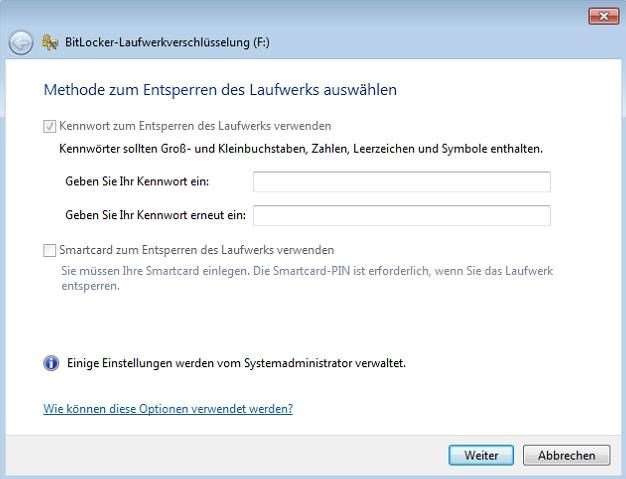 BitLocker-Laufwerkverschlüsselung (F:)
Methode zum Entsperren des Laufwerks auswählen
Kennwort zum Entsperren des Laufwerks verwenden
Kennwörter sollten Groß- und Kleinbuchstaben, Zahlen, Leerzeichen und Symbole enthalten.
Geben Sie Ihr Kennwort ein:
Geben Sie Ihr Kennwort erneut ein:
Smartcard zum Entsperren des Laufwerks verwenden
Sie müssen Ihre Smartcard einlegen. Die Smartcard-PIN ist erforderlich, wenn Sie das Laufwerk
entsperren.
Einige Einstellungen werden vom Systemadministrator verwaltet.
Wie können diese Optionen verwendet werden?
Weiter Abbrechen